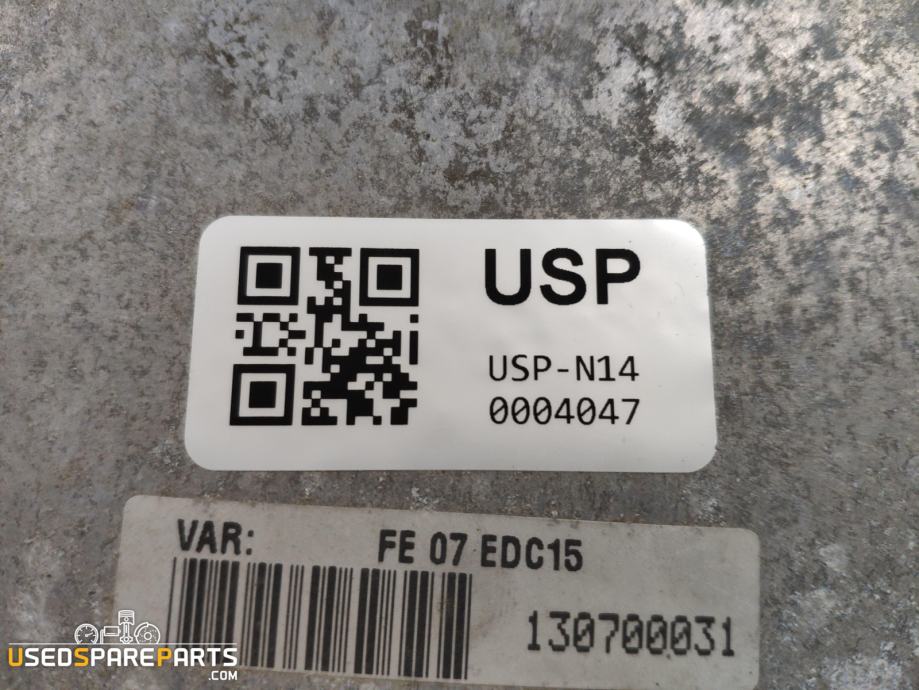 USP
USP-N14
0004047
VAR: FE 07 EDC15
130700031
USEDSPAREPARTS
.COM